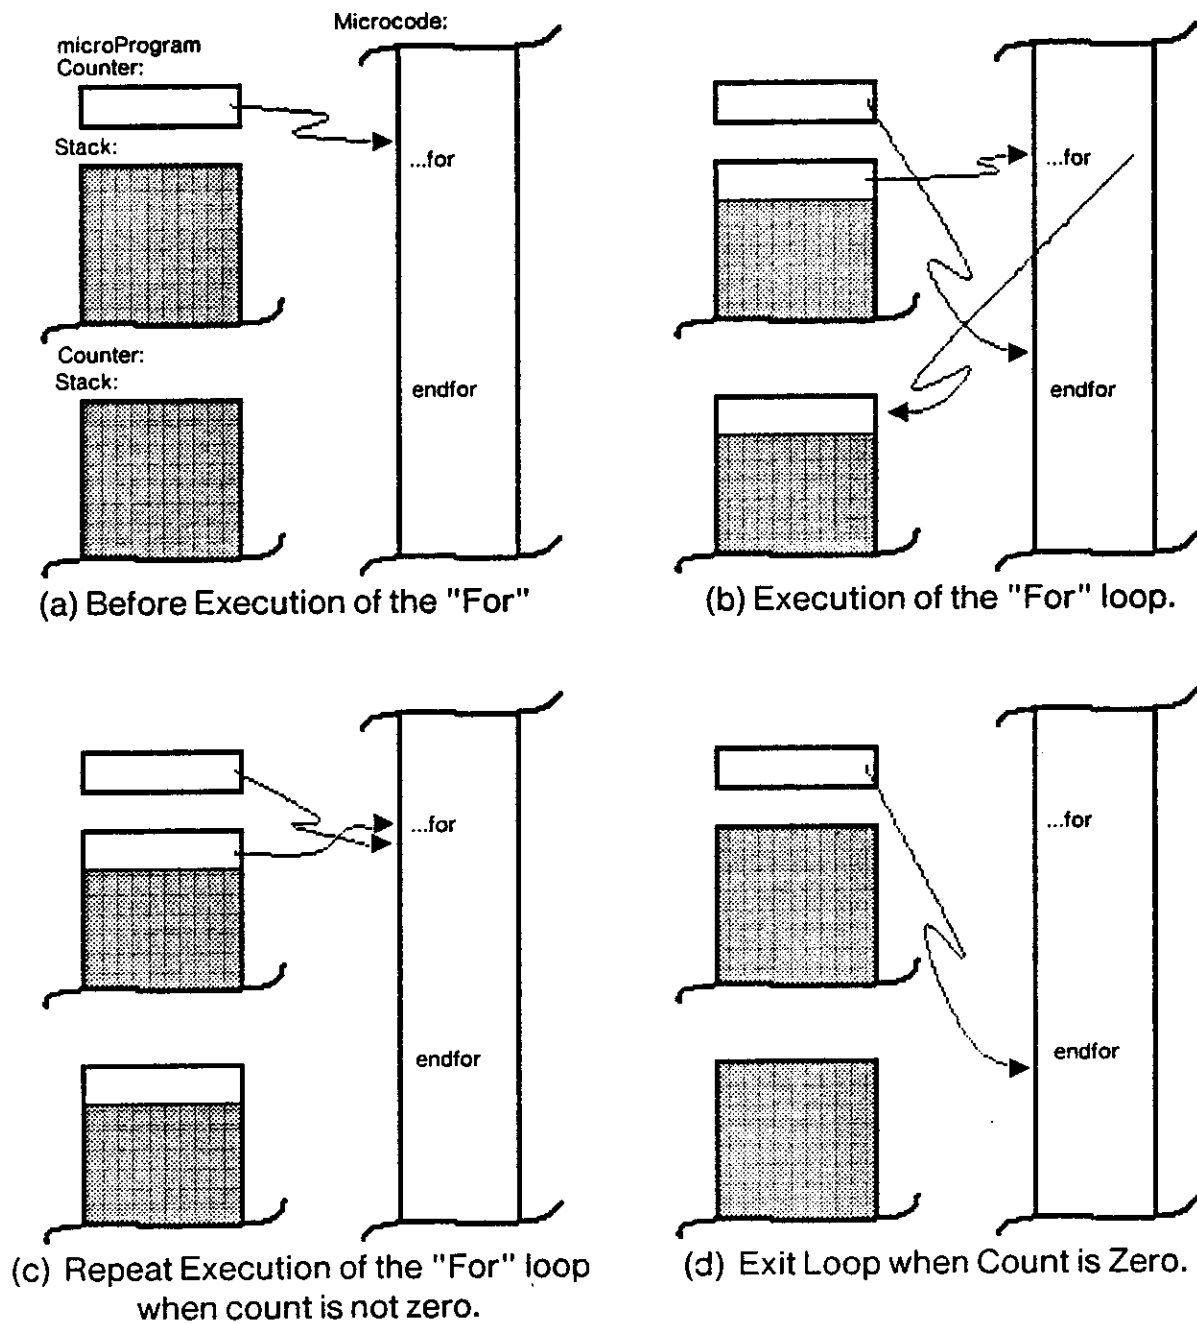 Microcode:
microProgram
Counter:
...for
Stack:
Counter:
Stack:
endfor
(a) Before Execution of the "For"
...for
endfor
(b) Execution of the "For" loop.
...for
endfor
(c) Repeat Execution of the "For" loop
when count is not zero.
...for
endfor
(d) Exit Loop when Count is Zero.